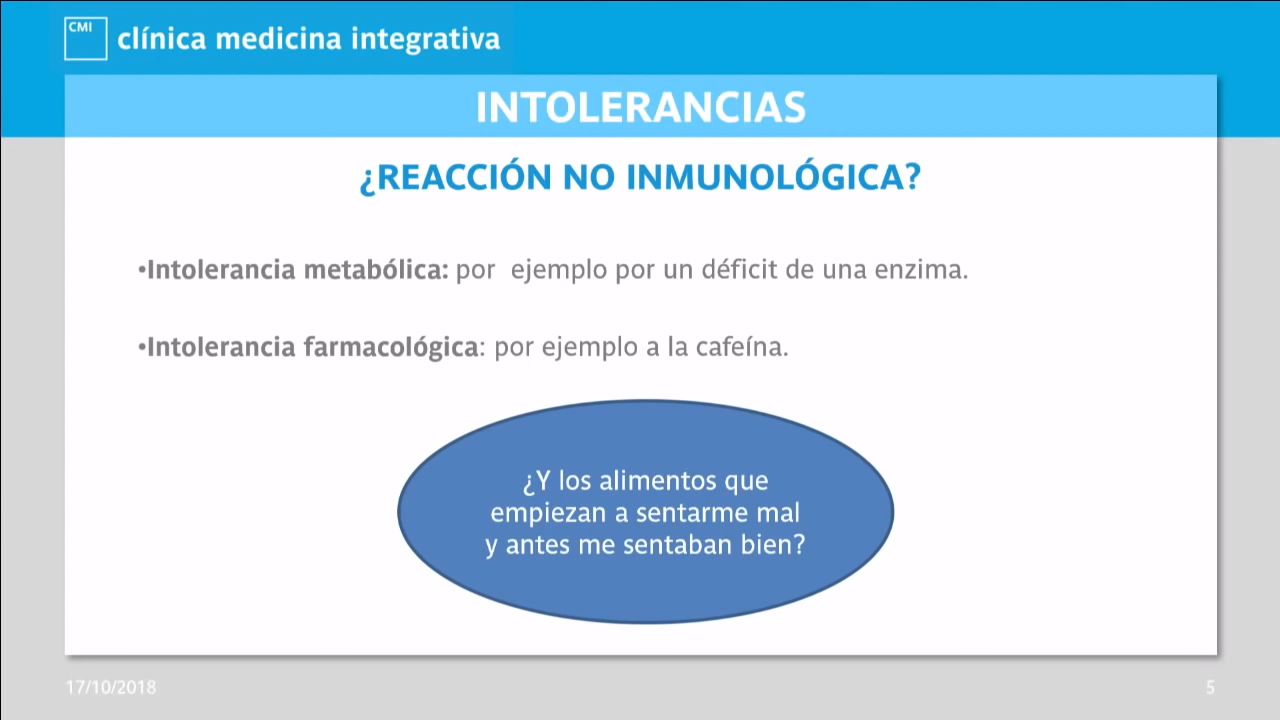 CMI
clínica medicina integrativa
INTOLERANCIAS
¿REACCIÓN NO INMUNOLÓGICA?
•Intolerancia metabólica: por  ejemplo por un déficit de una enzima.
•Intolerancia farmacológica: por ejemplo a la cafeína.
¿Y los alimentos que
empiezan a sentarme mal
y antes me sentaban bien?
17/10/2018
5